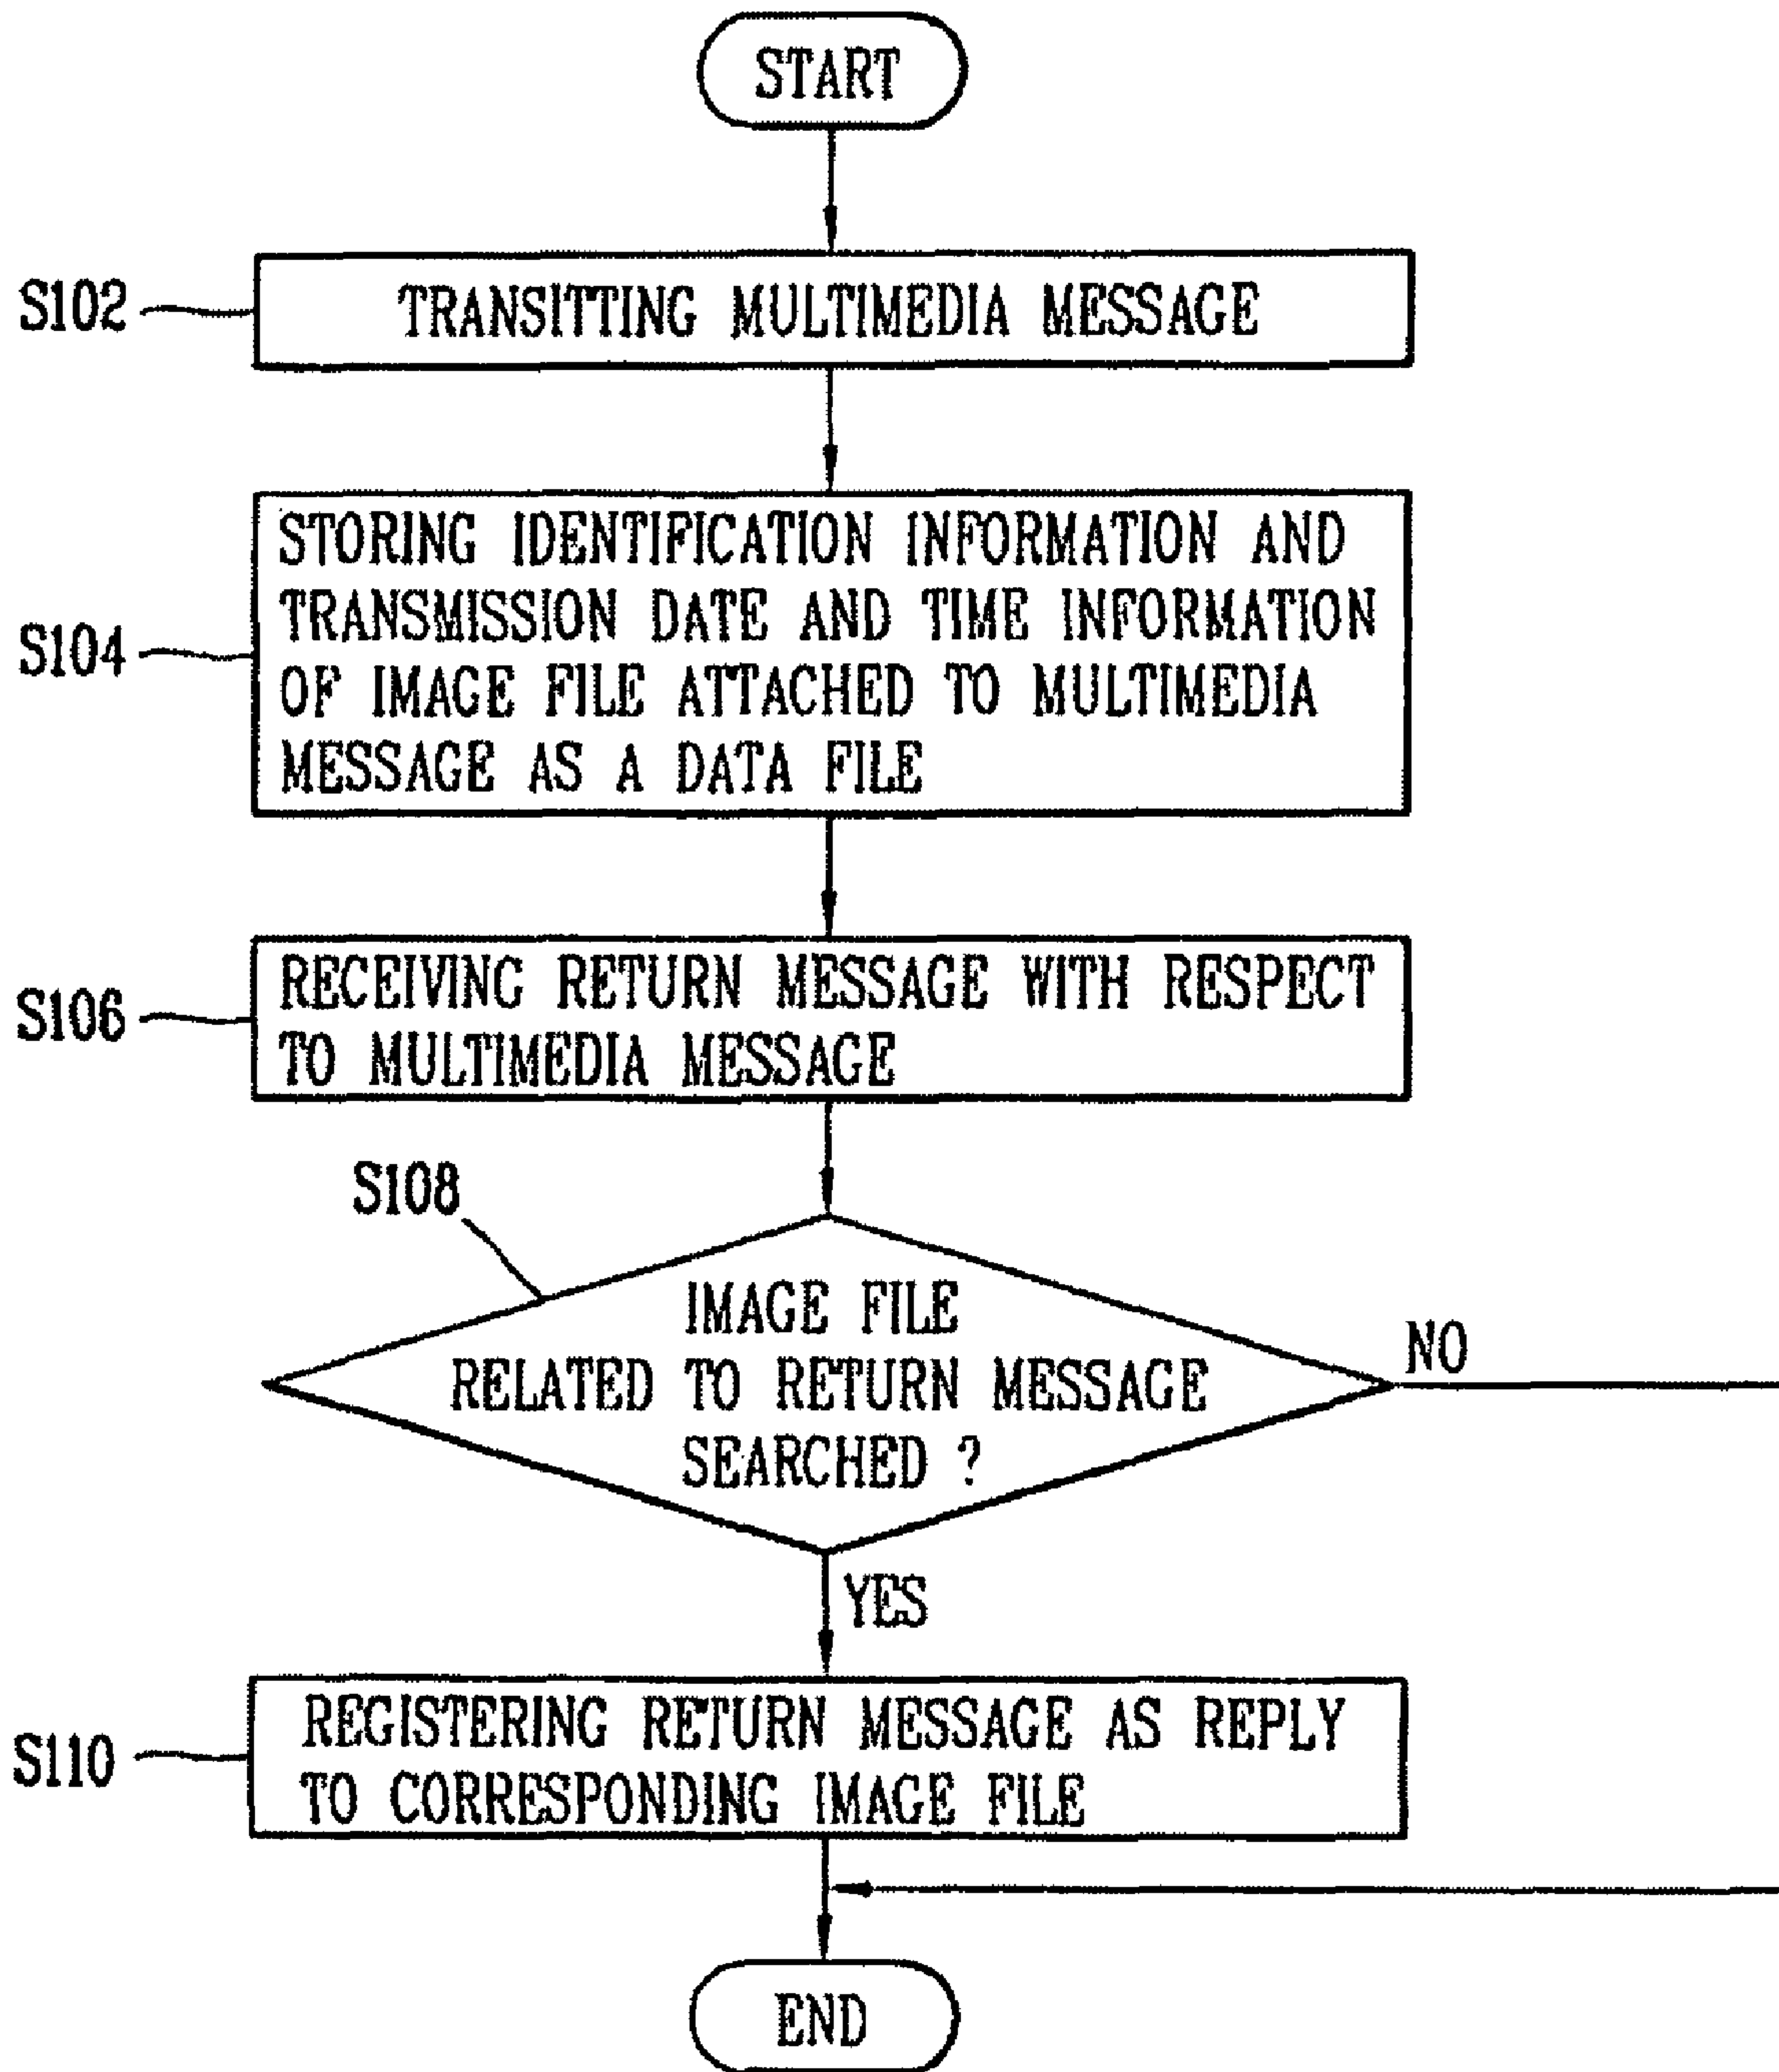 START
S102
TRANSITTING MULTIMEDIA MESSAGE
S104
STORING IDENTIFICATION INFORMATION AND
TRANSMISSION DATE AND TIME INFORMATION
OF IMAGE FILE ATTACHED TO MULTIMEDIA
MESSAGE AS A DATA FILE
S106
RECEIVING RETURN MESSAGE WITH RESPECT
TO MULTIMEDIA MESSAGE
S108
IMAGE FILE
RELATED TO RETURN MESSAGE
SEARCHED ?
NO
YES
S110
REGISTERING RETURN MESSAGE AS REPLY
TO CORRESPONDING IMAGE FILE
END